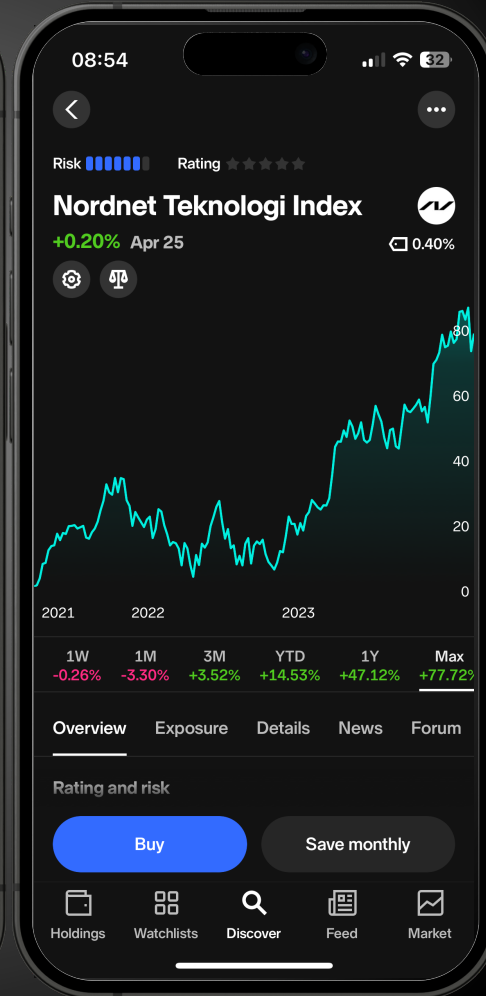 08:54
32
Risk
Rating
Nordnet Teknologi Index
+0.20% Apr 25
0.40%
80
60
40
20
0
2021 2022 2023
1W 1M 3M YTD 1Y Max
-0.26% -3.30% +3.52% +14.53% +47.12% +77.72%
Overview Exposure Details News Forum
Rating and risk
Buy Save monthly
Holdings Watchlists Discover Feed Market